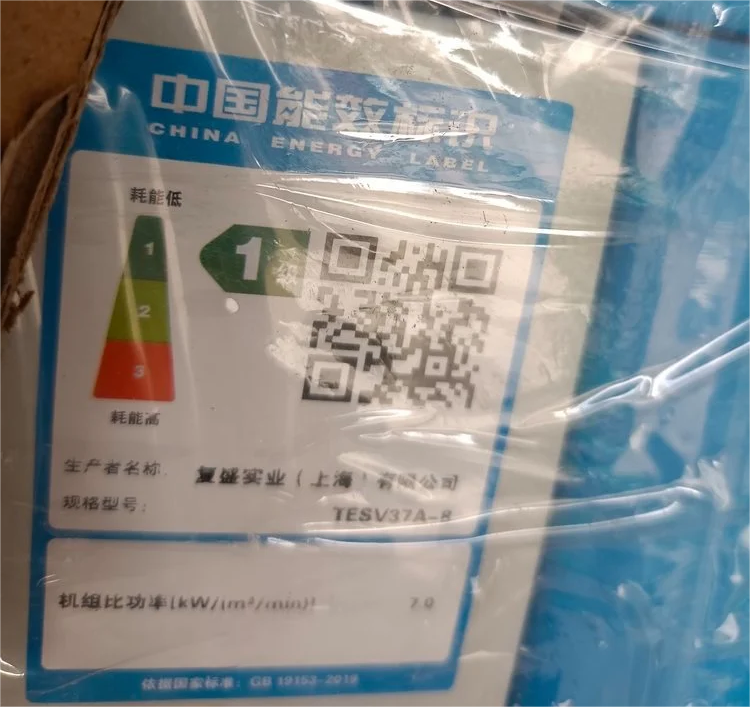 中国能效标识
CHINA ENERGY LABEL
耗能低
1
1级
2
3
耗能高
生产者名称:
复盛实业（上海）有限公司
规格型号:
TESV37A-8
机组比功率(kW/(m³/min)): 7.0
依据国家标准: GB 19153-2019